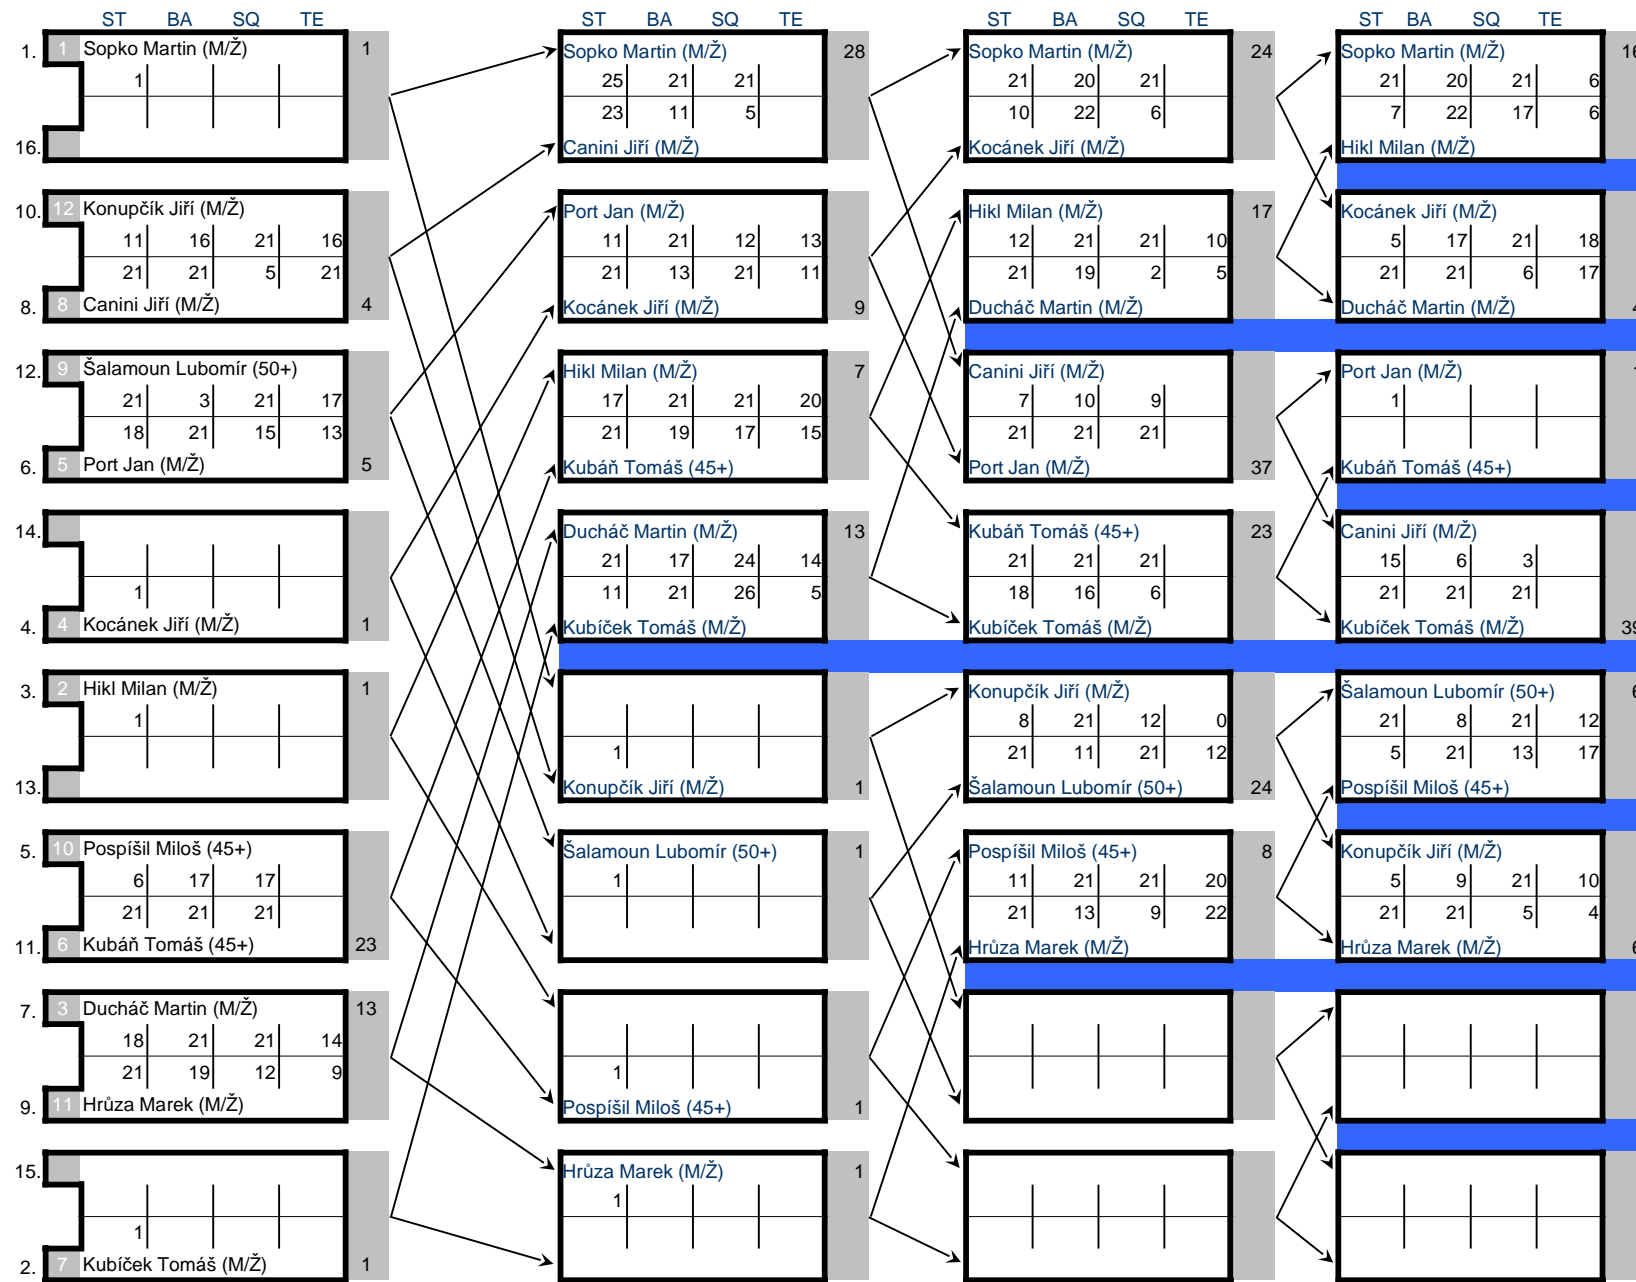 ST BA SQ TE
1. 1 Sopko Martin (M/Ž) 1
1
16.
10. 12 Konupčík Jiří (M/Ž)
11 16 21 16
21 21 5 21
8. 8 Canini Jiří (M/Ž) 4
12. 9 Šalamoun Lubomír (50+)
21 3 21 17
18 21 15 13
6. 5 Port Jan (M/Ž) 5
14.
1
4. 4 Kocánek Jiří (M/Ž) 1
3. 2 Hikl Milan (M/Ž) 1
1
13.
5. 10 Pospíšil Miloš (45+)
6 17 17
21 21 21
11. 6 Kubáň Tomáš (45+) 23
7. 3 Ducháč Martin (M/Ž) 13
18 21 21 14
21 19 12 9
9. 11 Hrůza Marek (M/Ž)
15.
1
2. 7 Kubíček Tomáš (M/Ž) 1
ST BA SQ TE
Sopko Martin (M/Ž) 28
25 21 21
23 11 5
Canini Jiří (M/Ž)
Port Jan (M/Ž)
11 21 12 13
21 13 21 11
Kocánek Jiří (M/Ž) 9
Hikl Milan (M/Ž) 7
17 21 21 20
21 19 17 15
Kubáň Tomáš (45+)
Ducháč Martin (M/Ž) 13
21 17 24 14
11 21 26 5
Kubíček Tomáš (M/Ž)
1
Konupčík Jiří (M/Ž) 1
Šalamoun Lubomír (50+) 1
1
1
Pospíšil Miloš (45+) 1
Hrůza Marek (M/Ž) 1
1
ST BA SQ TE
Sopko Martin (M/Ž) 24
21 20 21
10 22 6
Kocánek Jiří (M/Ž)
Hikl Milan (M/Ž) 17
12 21 21 10
21 19 2 5
Ducháč Martin (M/Ž)
Canini Jiří (M/Ž)
7 10 9
21 21 21
Port Jan (M/Ž) 37
Kubáň Tomáš (45+) 23
21 21 21
18 16 6
Kubíček Tomáš (M/Ž)
Konupčík Jiří (M/Ž)
8 21 12 0
21 11 21 12
Šalamoun Lubomír (50+) 24
Pospíšil Miloš (45+) 8
11 21 21 20
21 13 9 22
Hrůza Marek (M/Ž)
ST BA SQ TE
Sopko Martin (M/Ž) 16
21 20 21 6
7 22 17 6
Hikl Milan (M/Ž)
Kocánek Jiří (M/Ž)
5 17 21 18
21 21 6 17
Ducháč Martin (M/Ž) 4
Port Jan (M/Ž) 1
1
Kubáň Tomáš (45+)
Canini Jiří (M/Ž)
15 6 3
21 21 21
Kubíček Tomáš (M/Ž) 39
Šalamoun Lubomír (50+) 6
21 8 21 12
5 21 13 17
Pospíšil Miloš (45+)
Konupčík Jiří (M/Ž)
5 9 21 10
21 21 5 4
Hrůza Marek (M/Ž) 6